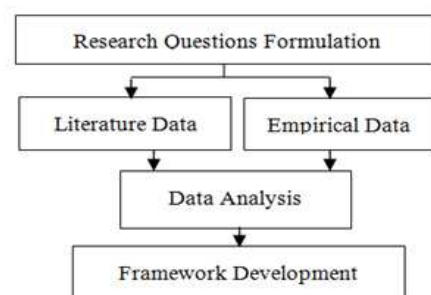 Research Questions Formulation
Literature Data
Empirical Data
Data Analysis
Framework Development